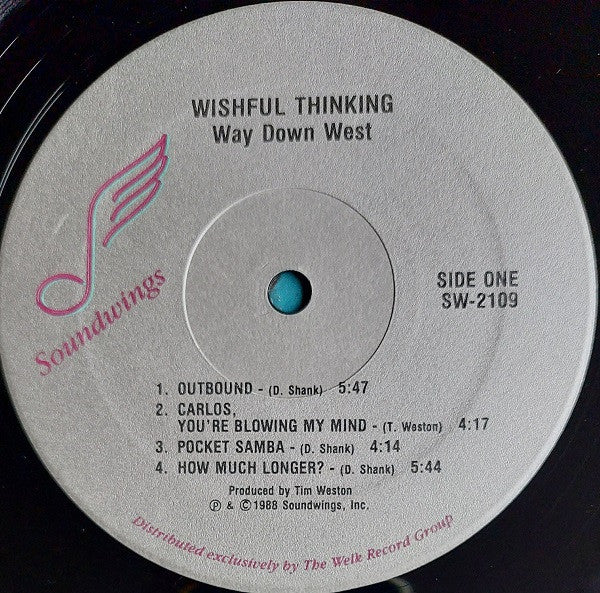 WISHFUL THINKING
Way Down West
Soundwings
SIDE ONE
SW-2109
1. OUTBOUND - (D. Shank) 5:47
2. CARLOS,
YOU'RE BLOWING MY MIND - (T. Weston) 4:17
3. POCKET SAMBA - (D. Shank) 4:14
4. HOW MUCH LONGER? - (D. Shank) 5:44
Produced by Tim Weston
℗ & © 1988 Soundwings, Inc.
Distributed exclusively by The Welk Record Group